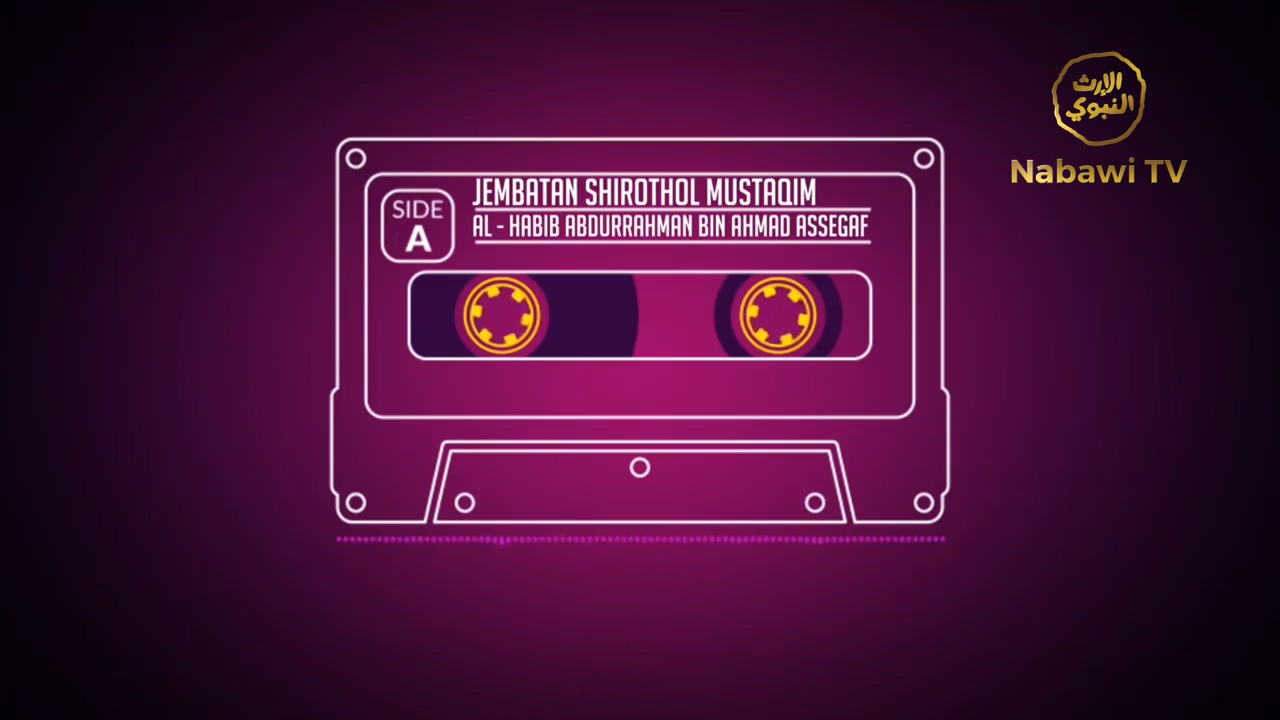 الإرث
النبوي
Nabawi TV
JEMBATAN SHIROTHOL MUSTAQIM
SIDE
A
AL - HABIB ABDURRAHMAN BIN AHMAD ASSEGAF